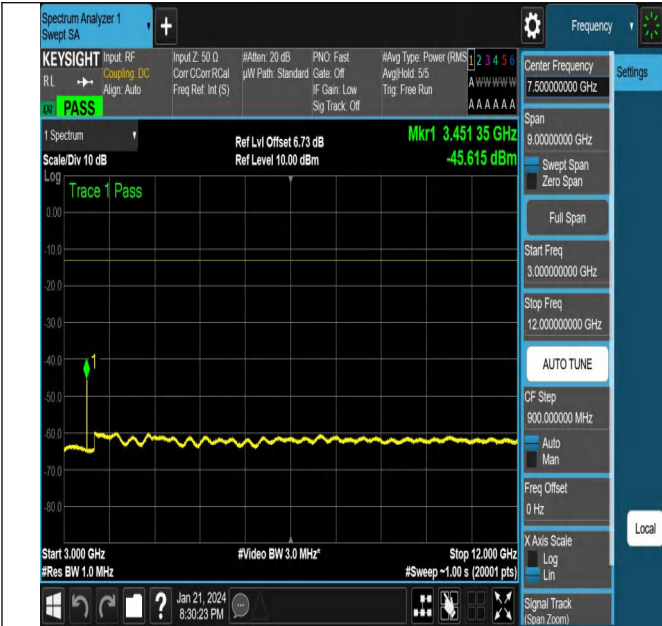 Spectrum Analyzer 1
Swept SA
+
Frequency
KEYSIGHT
RL
PASS
Input: RF
Coupling: DC
Align: Auto
Input Z: 50 Ω
Corr CCorr RCal
Freq Ref: Int (S)
#Atten: 20 dB
µW Path: Standard
PNO: Fast
Gate: Off
IF Gain: Low
Sig Track: Off
#Avg Type: Power (RMS
Avg|Hold: 5/5
Trig: Free Run
1 2 3 4 5 6
A W W W W W
A A A A A A
1 Spectrum
Scale/Div 10 dB
Ref Lvl Offset 6.73 dB
Ref Level 10.00 dBm
Mkr1 3.451 35 GHz
-45.615 dBm
Log
Trace 1 Pass
0.00
-10.0
-20.0
-30.0
-40.0
-50.0
-60.0
-70.0
-80.0
1
Start 3.000 GHz
#Res BW 1.0 MHz
#Video BW 3.0 MHz*
Stop 12.000 GHz
#Sweep ~1.00 s (20001 pts)
Jan 21, 2024
8:30:23 PM
Center Frequency
7.500000000 GHz
Settings
Span
9.00000000 GHz
Swept Span
Zero Span
Full Span
Start Freq
3.000000000 GHz
Stop Freq
12.000000000 GHz
AUTO TUNE
CF Step
900.000000 MHz
Auto
Man
Freq Offset
0 Hz
X Axis Scale
Log
Lin
Local
Signal Track
(Span Zoom)